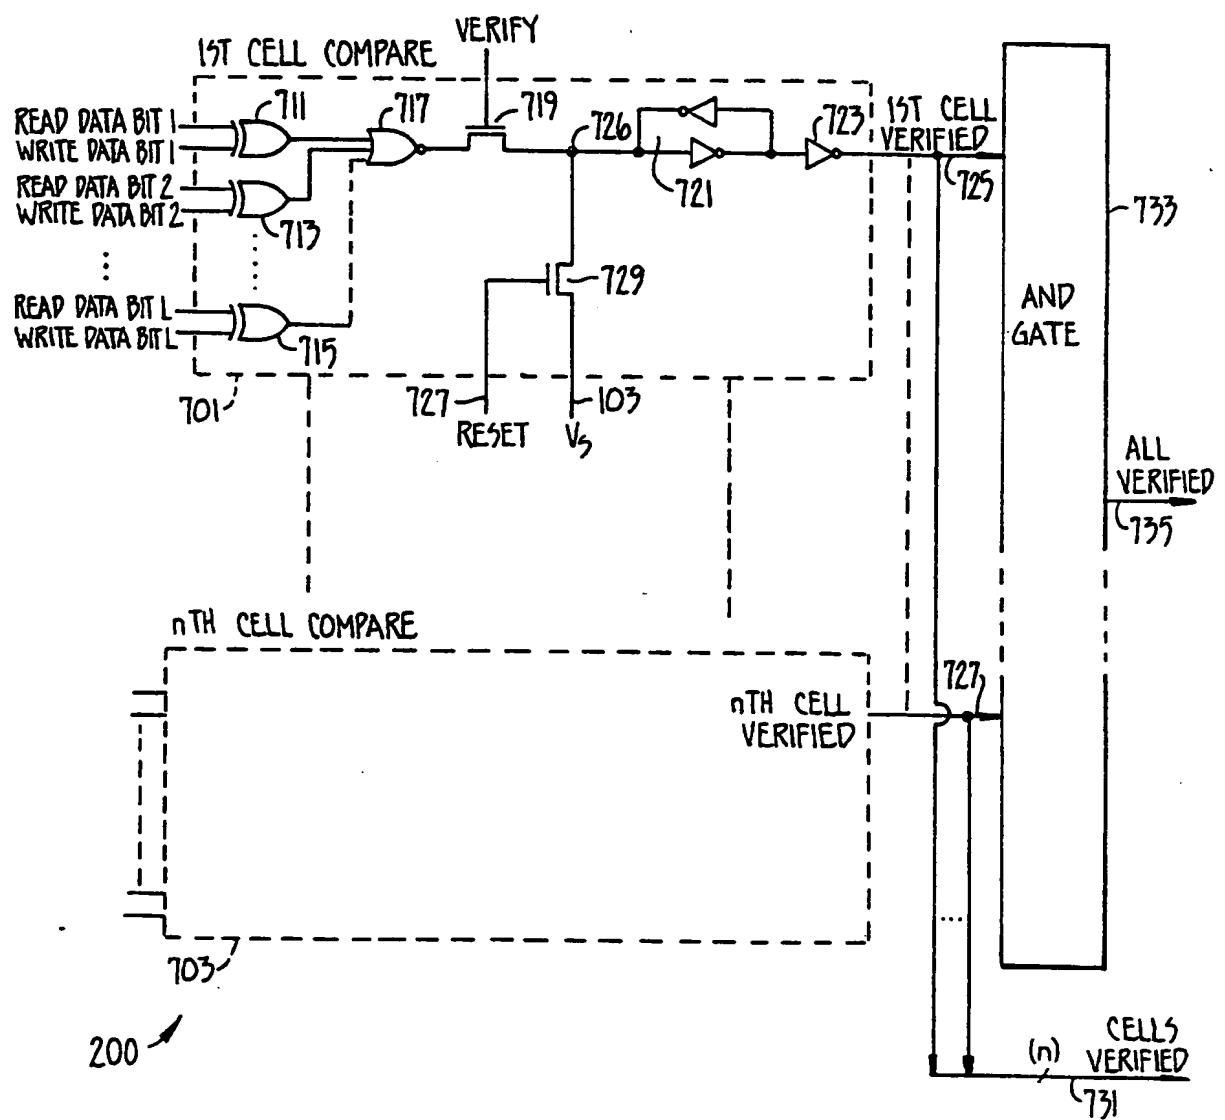 VERIFY
1ST CELL COMPARE
711
717
719
READ DATA BIT 1
WRITE DATA BIT 1
726
723
1ST CELL
VERIFIED
721
725
READ DATA BIT 2
WRITE DATA BIT 2
713
733
729
AND
GATE
READ DATA BIT L
WRITE DATA BIT L
715
701
727
103
RESET
VS
ALL
VERIFIED
735
nTH CELL COMPARE
727
nTH CELL
VERIFIED
703
200
(n)
CELLS
VERIFIED
731